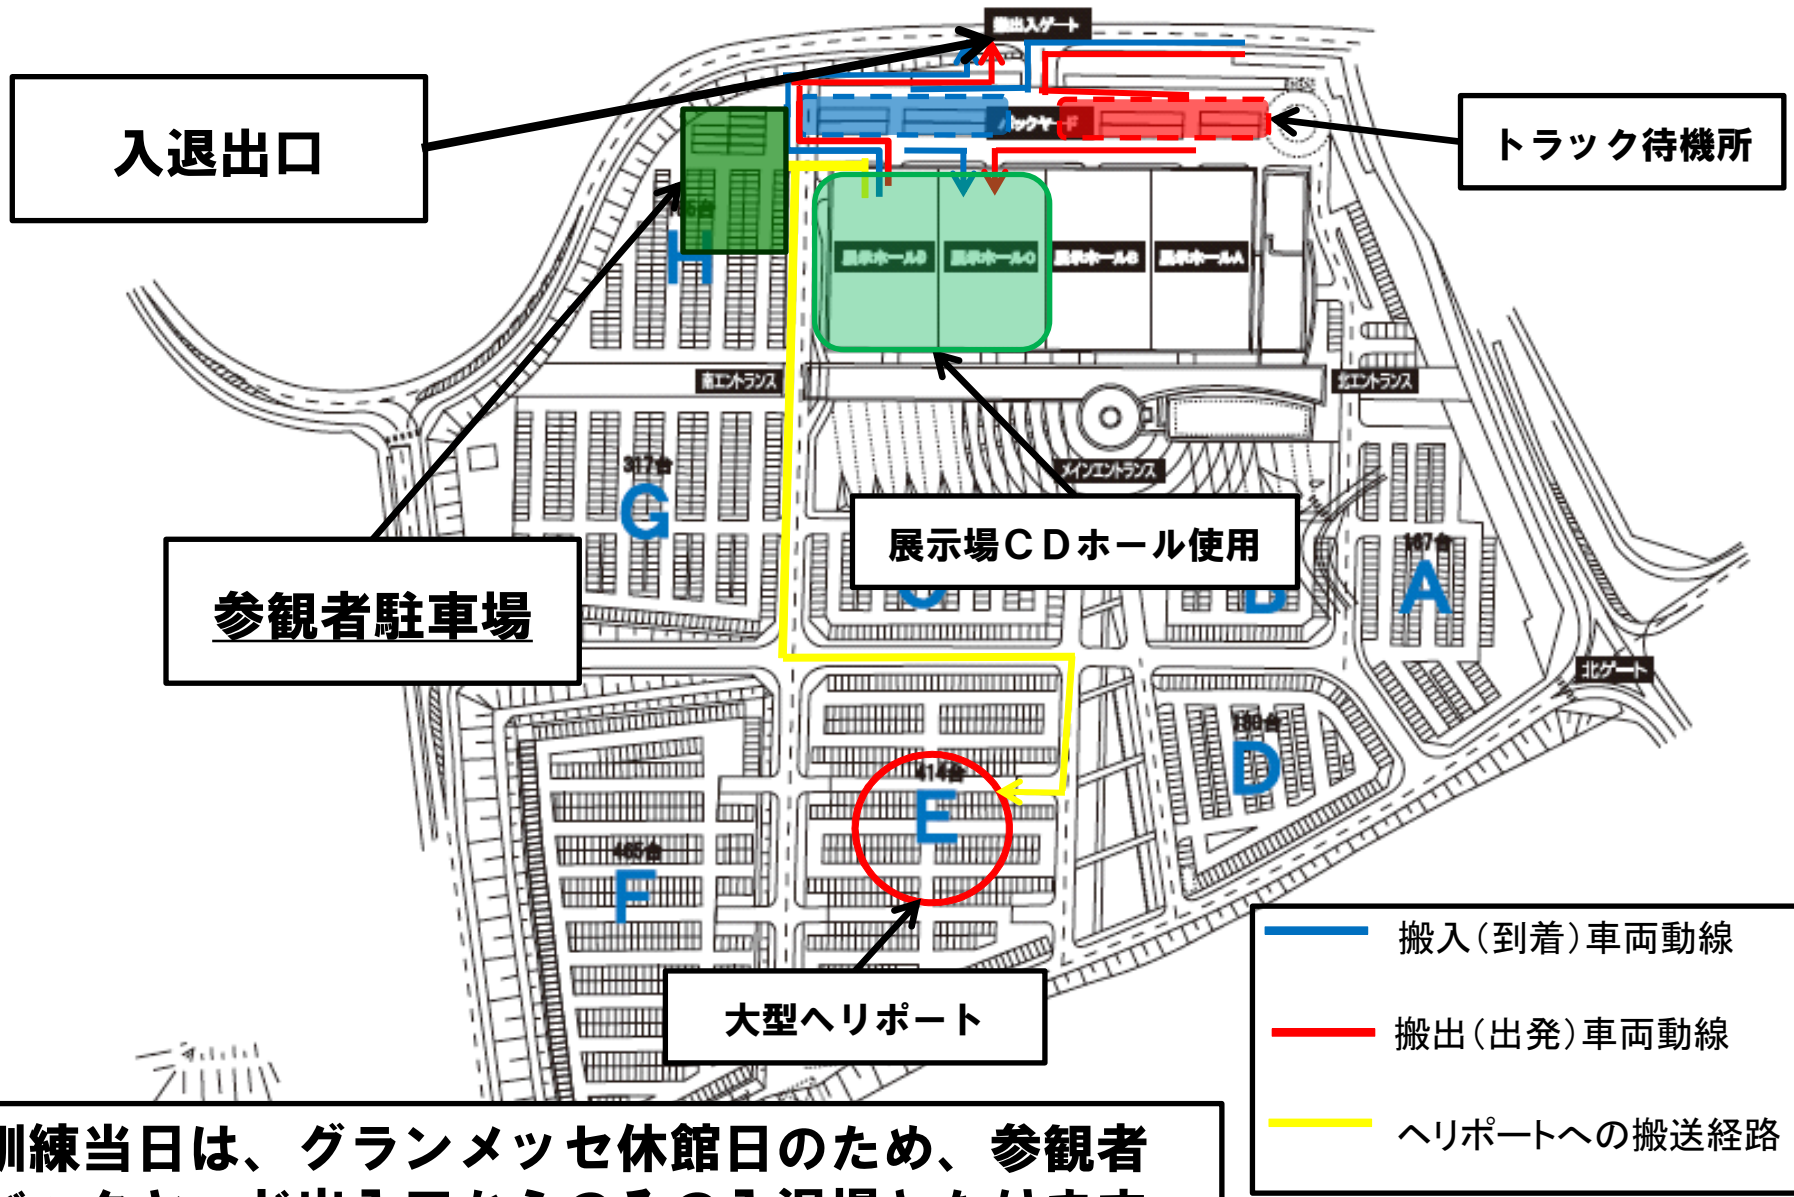 搬出入ゲート
入退出口
バックヤード
トラック待機所
H
展示ホールD
展示ホールC
展示ホールB
展示ホールA
南エントランス
北エントランス
メインエントランス
317台
G
展示場CDホール使用
167台
A
B
参観者駐車場
北ゲート
180台
D
414台
E
465台
F
大型ヘリポート
搬入(到着)車両動線
搬出(出発)車両動線
ヘリポートへの搬送経路
訓練当日は、グランメッセ休館日のため、参観者